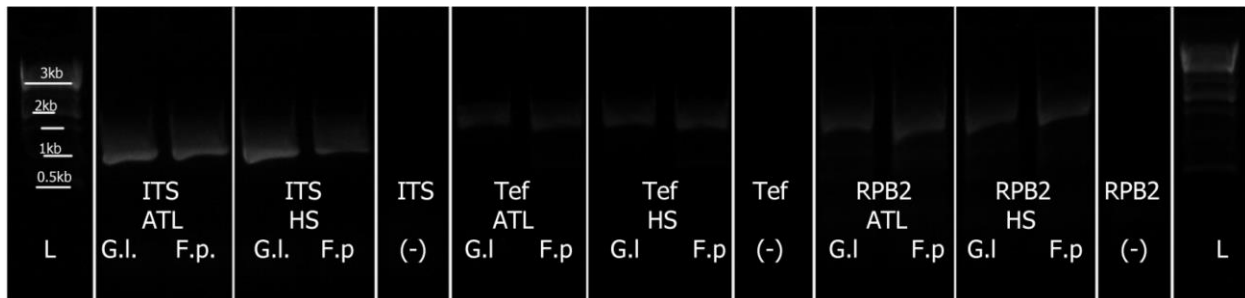 3kb
2kb
1kb
0.5kb
ITS ITS ITS Tef Tef Tef RPB2 RPB2 RPB2
ATL HS ATL HS ATL HS
L G.l. F.p. G.l. F.p (-) G.l F.p G.l F.p (-) G.l F.p G.l F.p (-) L